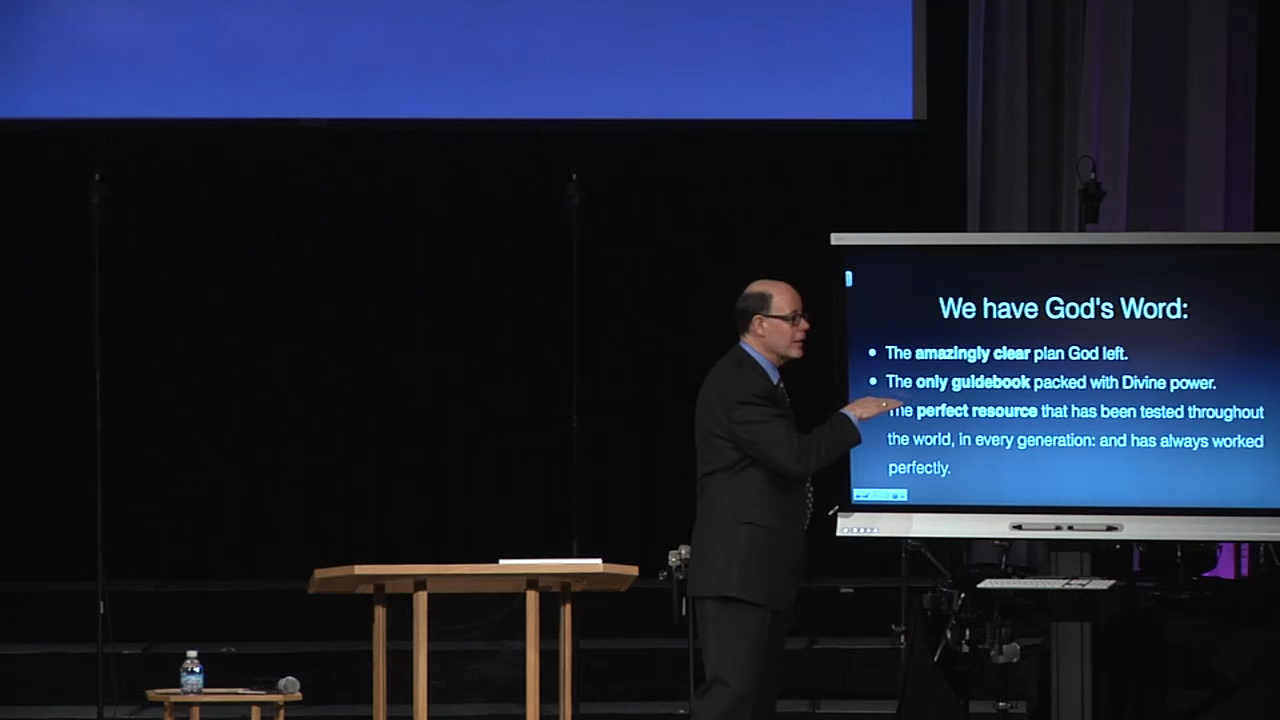 We have God's Word:
• The amazingly clear plan God left.
• The only guidebook packed with Divine power.
The perfect resource that has been tested throughout
the world, in every generation: and has always worked
perfectly.